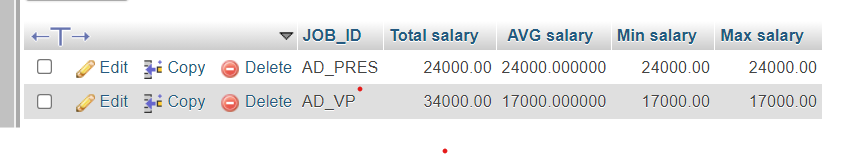 ←T→ JOB_ID Total salary AVG salary Min salary Max salary
Edit Copy Delete AD_PRES 24000.00 24000.000000 24000.00 24000.00
Edit Copy Delete AD_VP 34000.00 17000.000000 17000.00 17000.00